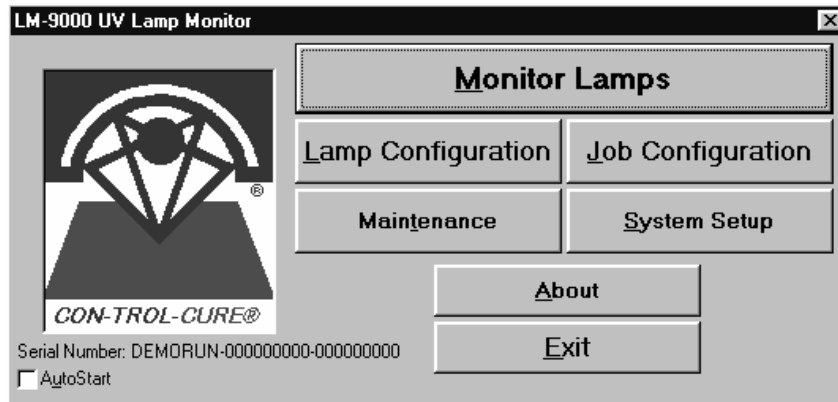 LM-9000 UV Lamp Monitor
Monitor Lamps
Lamp Configuration
Job Configuration
Maintenance
System Setup
About
Exit
®
CON-TROL-CURE®
Serial Number: DEMORUN-000000000-000000000
AutoStart